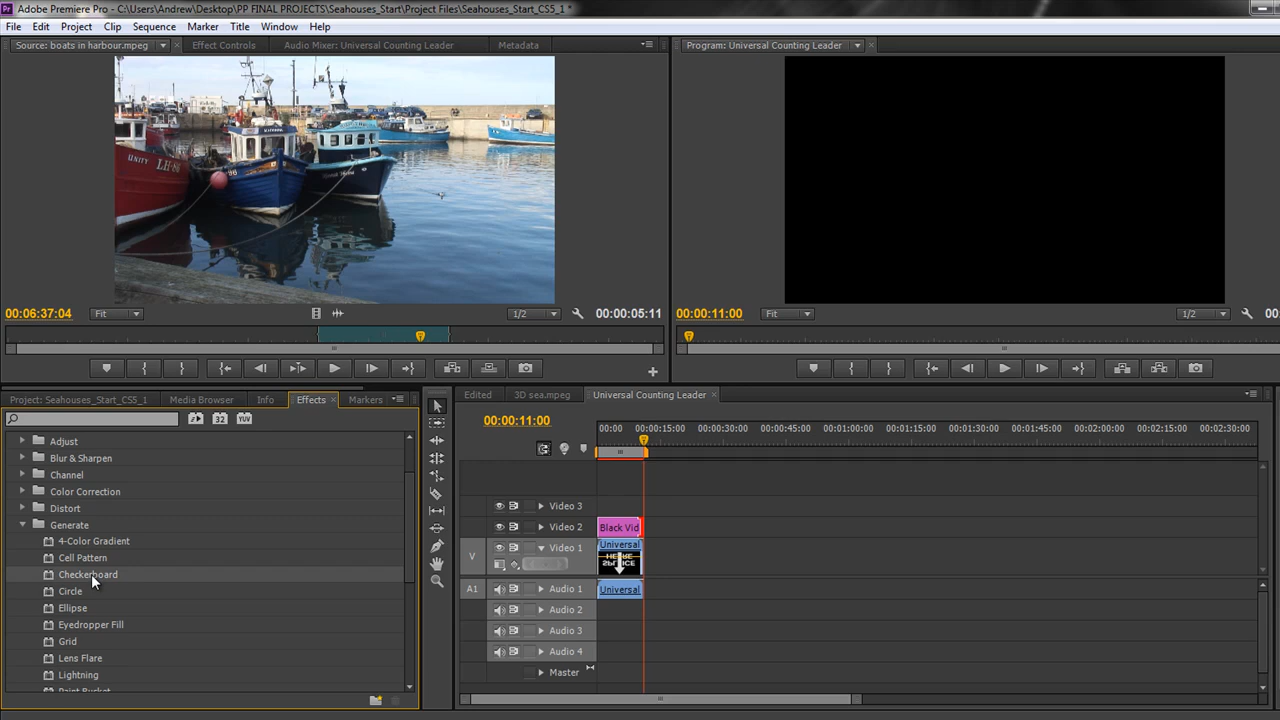 Adobe Premiere Pro - C:\Users\Andrew\Desktop\PP FINAL PROJECTS\Seahouses_Start\Project Files\Seahouses_Start_CS5_1 *
File Edit Project Clip Sequence Marker Title Window Help
Source: boats in harbour.mpeg Effect Controls Audio Mixer: Universal Counting Leader Metadata
Program: Universal Counting Leader
UNITY LH
00:06:37:04 Fit 1/2 00:00:05:11
00:00:11:00 Fit 1/2 00:
Project: Seahouses_Start_CS5_1 Media Browser Info Effects Markers
32 YUV
Adjust
Blur & Sharpen
Channel
Color Correction
Distort
Generate
4-Color Gradient
Cell Pattern
Checkerboard
Circle
Ellipse
Eyedropper Fill
Grid
Lens Flare
Lightning
Paint Bucket
Edited 3D sea.mpeg Universal Counting Leader
00:00:11:00
00:00 00:00:15:00 00:00:30:00 00:00:45:00 00:01:00:00 00:01:15:00 00:01:30:00 00:01:45:00 00:02:00:00 00:02:15:00 00:02:30:00
Video 3
Video 2 Black Vid
V Video 1 Universal
A1 Audio 1 Universal
Audio 2
Audio 3
Audio 4
Master